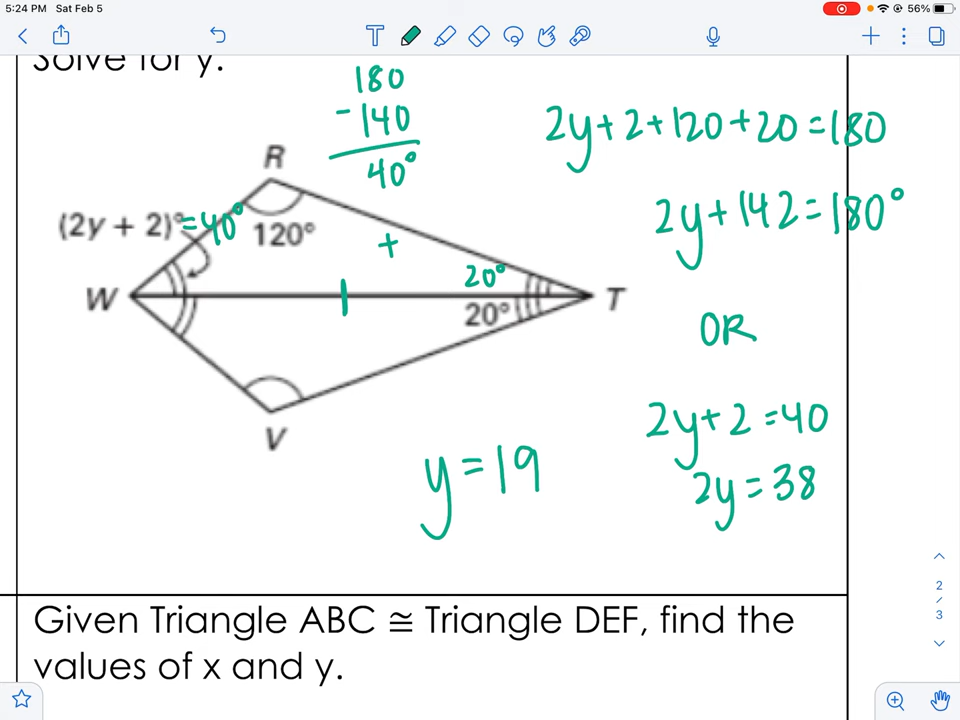 5:24 PM Sat Feb 5
56%
Solve for y.
180
-140
40°
2y+2+120+20=180
2y+142=180°
R
(2y + 2)°=40°
120°
+
20°
W
T
20°
OR
V
2y+2=40
y=19
2y=38
2
/
3
Given Triangle ABC ≅ Triangle DEF, find the
values of x and y.